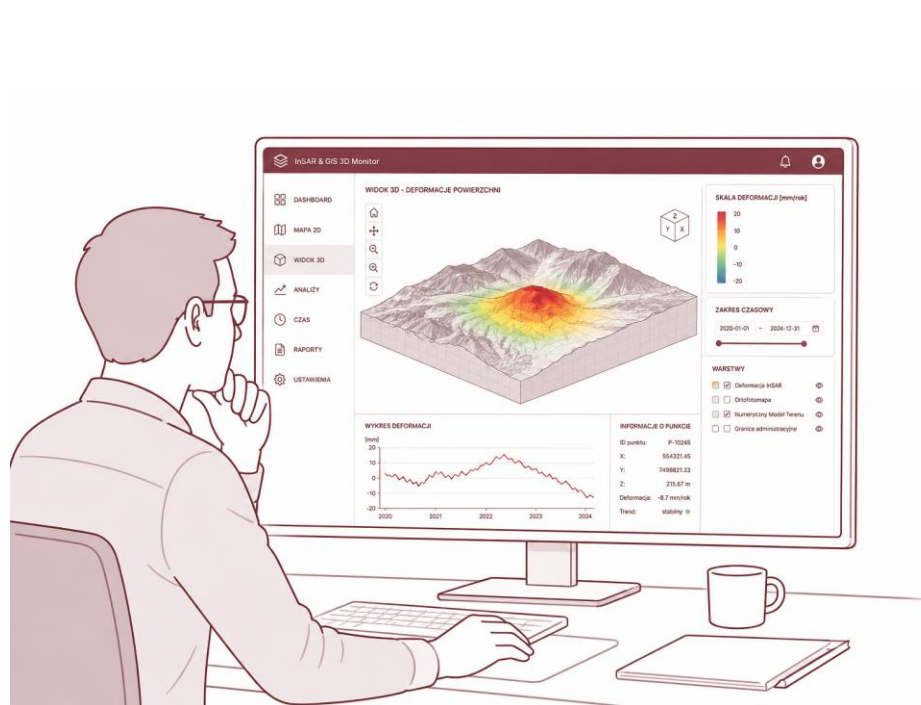 InSAR & GIS 3D Monitor
DASHBOARD
MAPA 2D
WIDOK 3D
ANALIZY
CZAS
RAPORTY
USTAWIENIA
WIDOK 3D - DEFORMACJE POWIERZCHNI
Z
Y X
SKALA DEFORMACJI [mm/rok]
20
10
0
-10
-20
ZAKRES CZASOWY
2020-01-01 – 2024-12-31
WARSTWY
Deformacje InSAR
Ortofotomapa
Numeryczny Model Terenu
Granice administracyjne
WYKRES DEFORMACJI
[mm]
20
10
0
-10
-20
2020 2021 2022 2023 2024
INFORMACJE O PUNKCIE
ID punktu: P-10245
X: 554321.45
Y: 7498821.33
Z: 215.67 m
Deformacja -8.7 mm/rok
Trend: stabilny